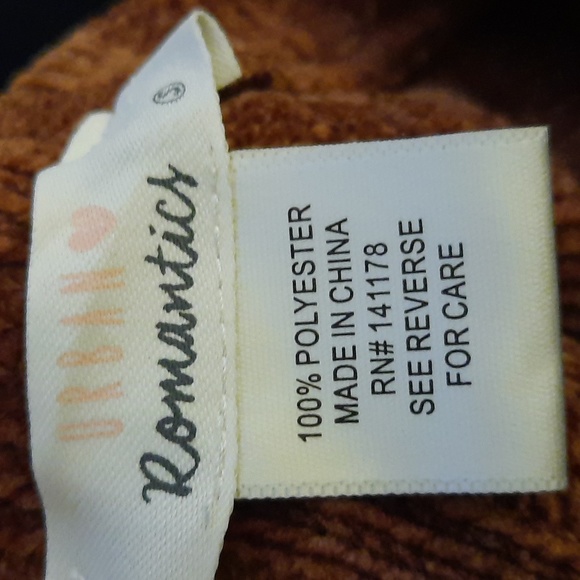 URBAN
Romantics
S
100% POLYESTER
MADE IN CHINA
RN# 141178
SEE REVERSE
FOR CARE